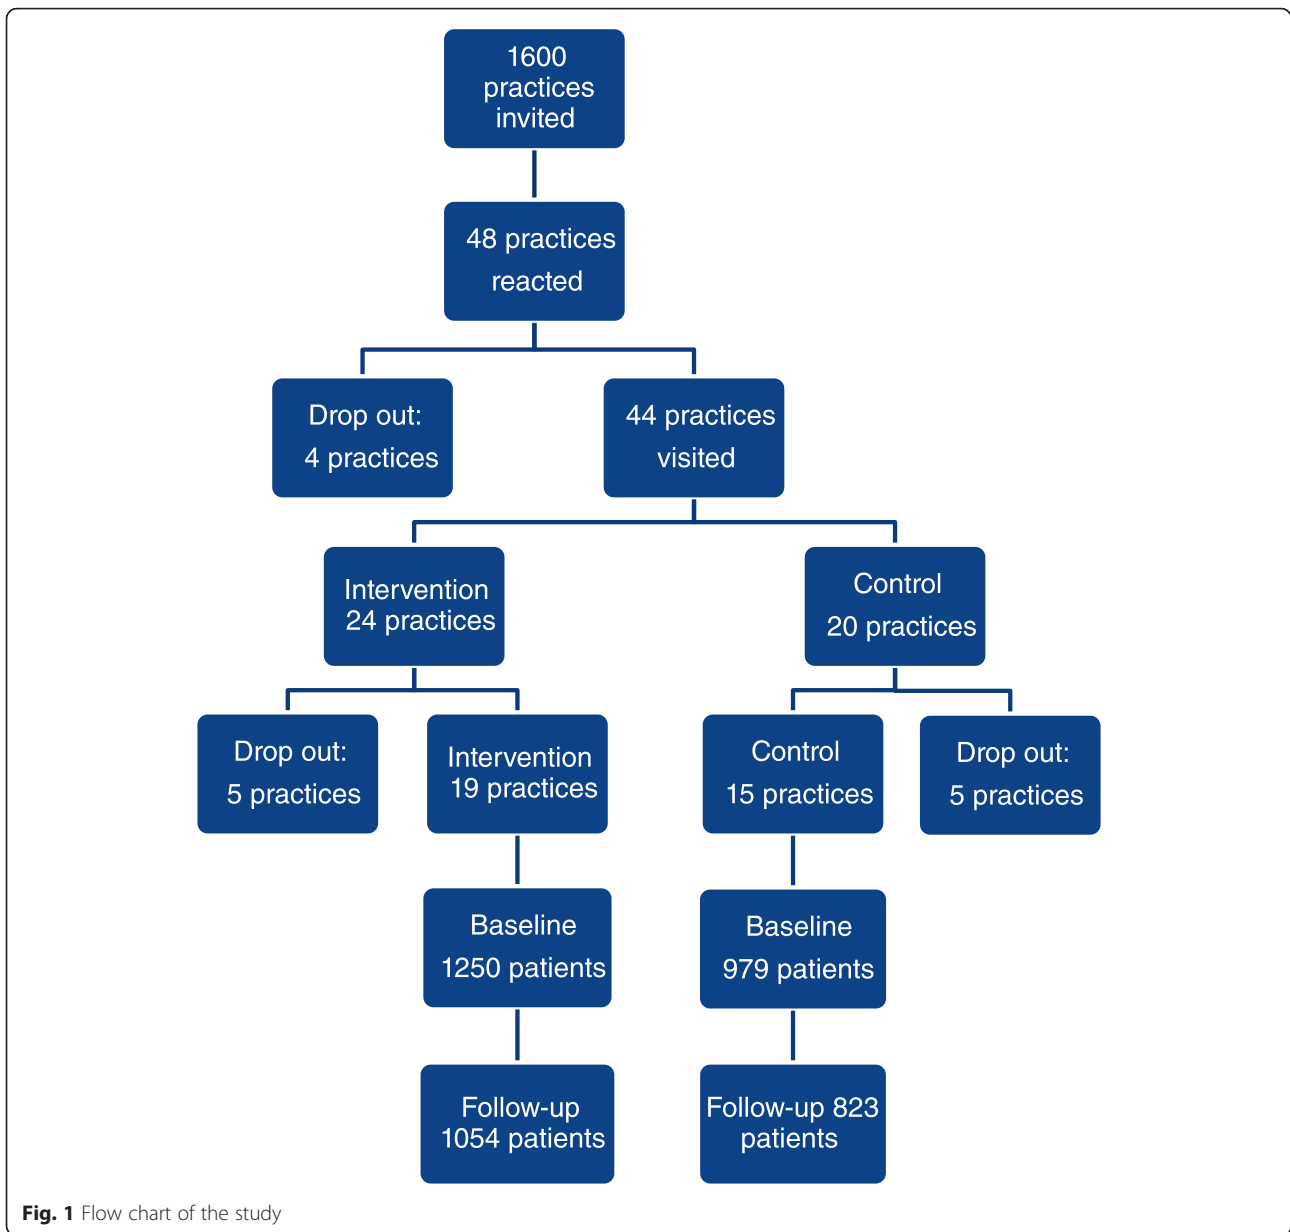 1600
practices
invited
48 practices
reacted
Drop out:
4 practices
44 practices
visited
Intervention
24 practices
Control
20 practices
Drop out:
5 practices
Intervention
19 practices
Control
15 practices
Drop out:
5 practices
Baseline
1250 patients
Baseline
979 patients
Follow-up
1054 patients
Follow-up 823
patients
Fig. 1 Flow chart of the study